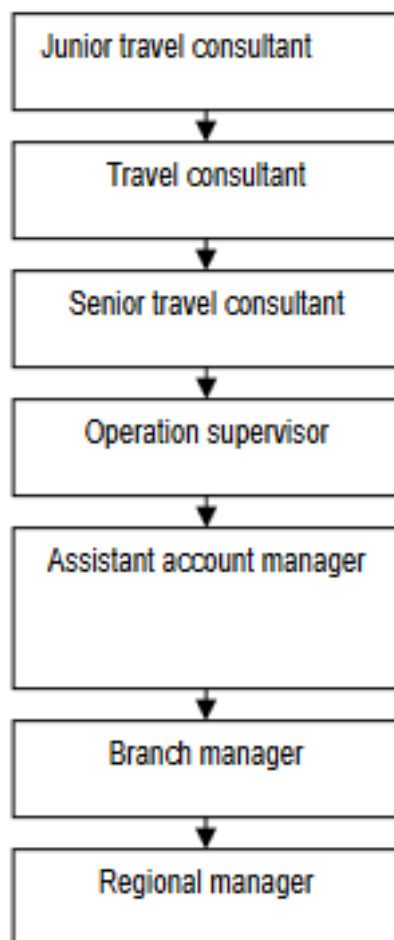 Junior travel consultant
Travel consultant
Senior travel consultant
Operation supervisor
Assistant account manager
Branch manager
Regional manager